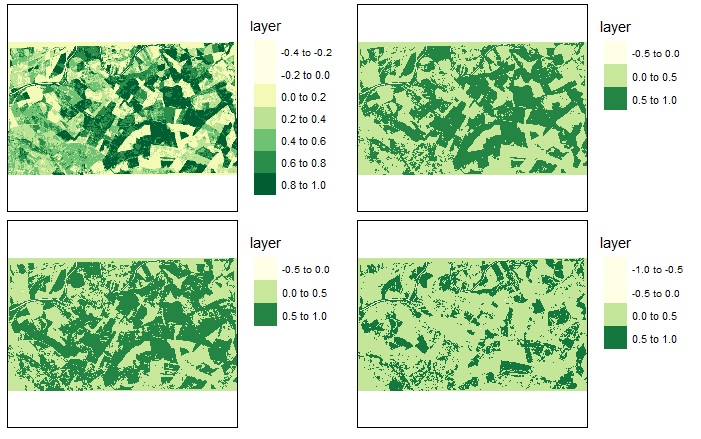 layer
-0.4 to -0.2
-0.2 to 0.0
0.0 to 0.2
0.2 to 0.4
0.4 to 0.6
0.6 to 0.8
0.8 to 1.0
layer
-0.5 to 0.0
0.0 to 0.5
0.5 to 1.0
layer
-0.5 to 0.0
0.0 to 0.5
0.5 to 1.0
layer
-1.0 to -0.5
-0.5 to 0.0
0.0 to 0.5
0.5 to 1.0